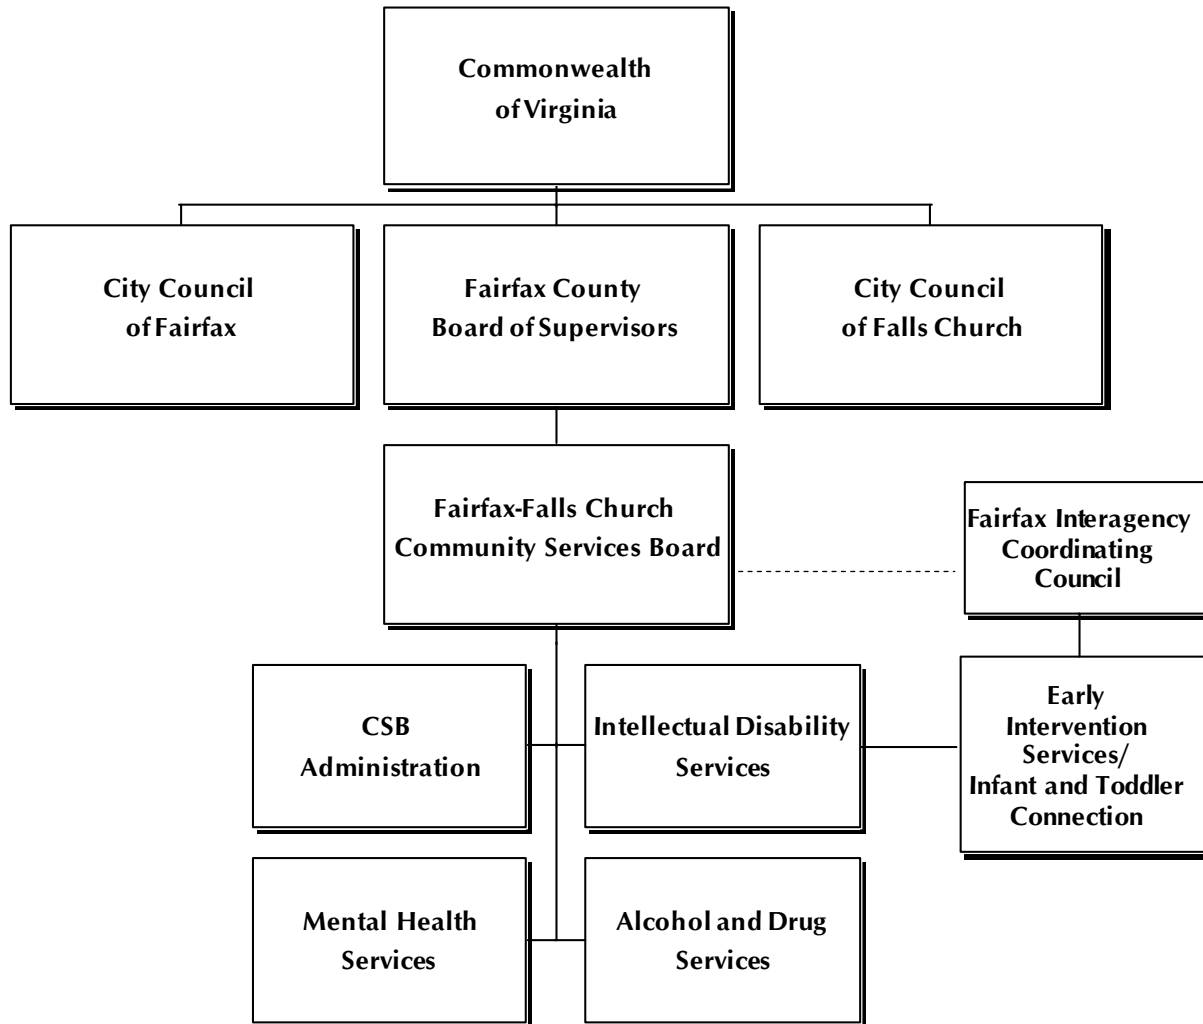 Commonwealth
of Virginia
City Council
of Fairfax
Fairfax County
Board of Supervisors
City Council
of Falls Church
Fairfax-Falls Church
Community Services Board
Fairfax Interagency
Coordinating
Council
CSB
Administration
Intellectual Disability
Services
Early
Intervention
Services/
Infant and Toddler
Connection
Mental Health
Services
Alcohol and Drug
Services